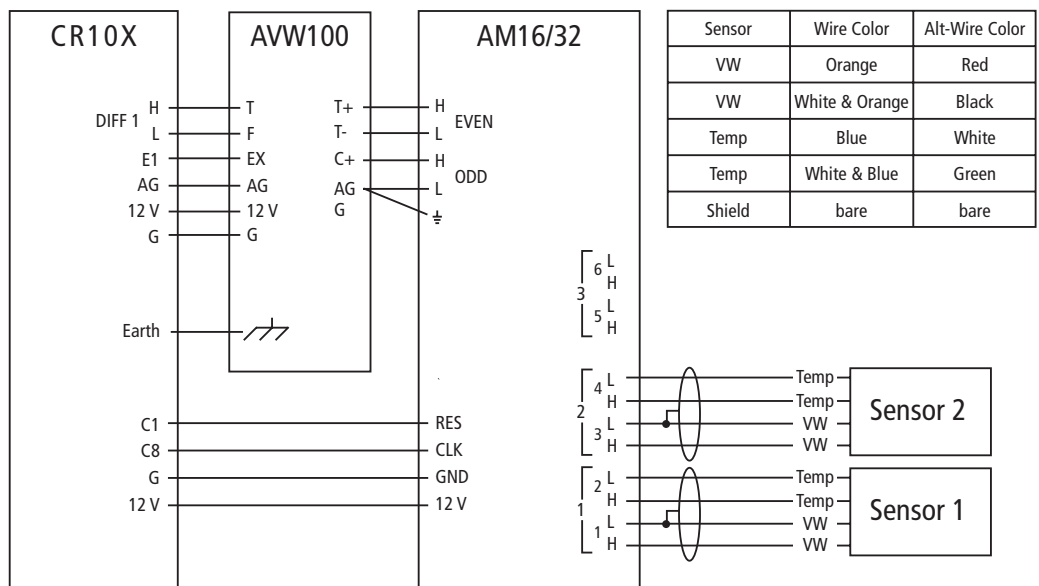 CR10X
AVW100
AM16/32
Sensor Wire Color Alt-Wire Color
VW Orange Red
VW White & Orange Black
Temp Blue White
Temp White & Blue Green
Shield bare bare
DIFF 1
H T T+ H
EVEN
L F T- L
E1 EX C+ H
ODD
AG AG AG L
12 V 12 V G
G G
Earth
3
6 L
H
5 L
H
2
4 L Temp
H Temp
3 L VW
H VW
Sensor 2
1
2 L Temp
H Temp
1 L VW
H VW
Sensor 1
C1 RES
C8 CLK
G GND
12 V 12 V